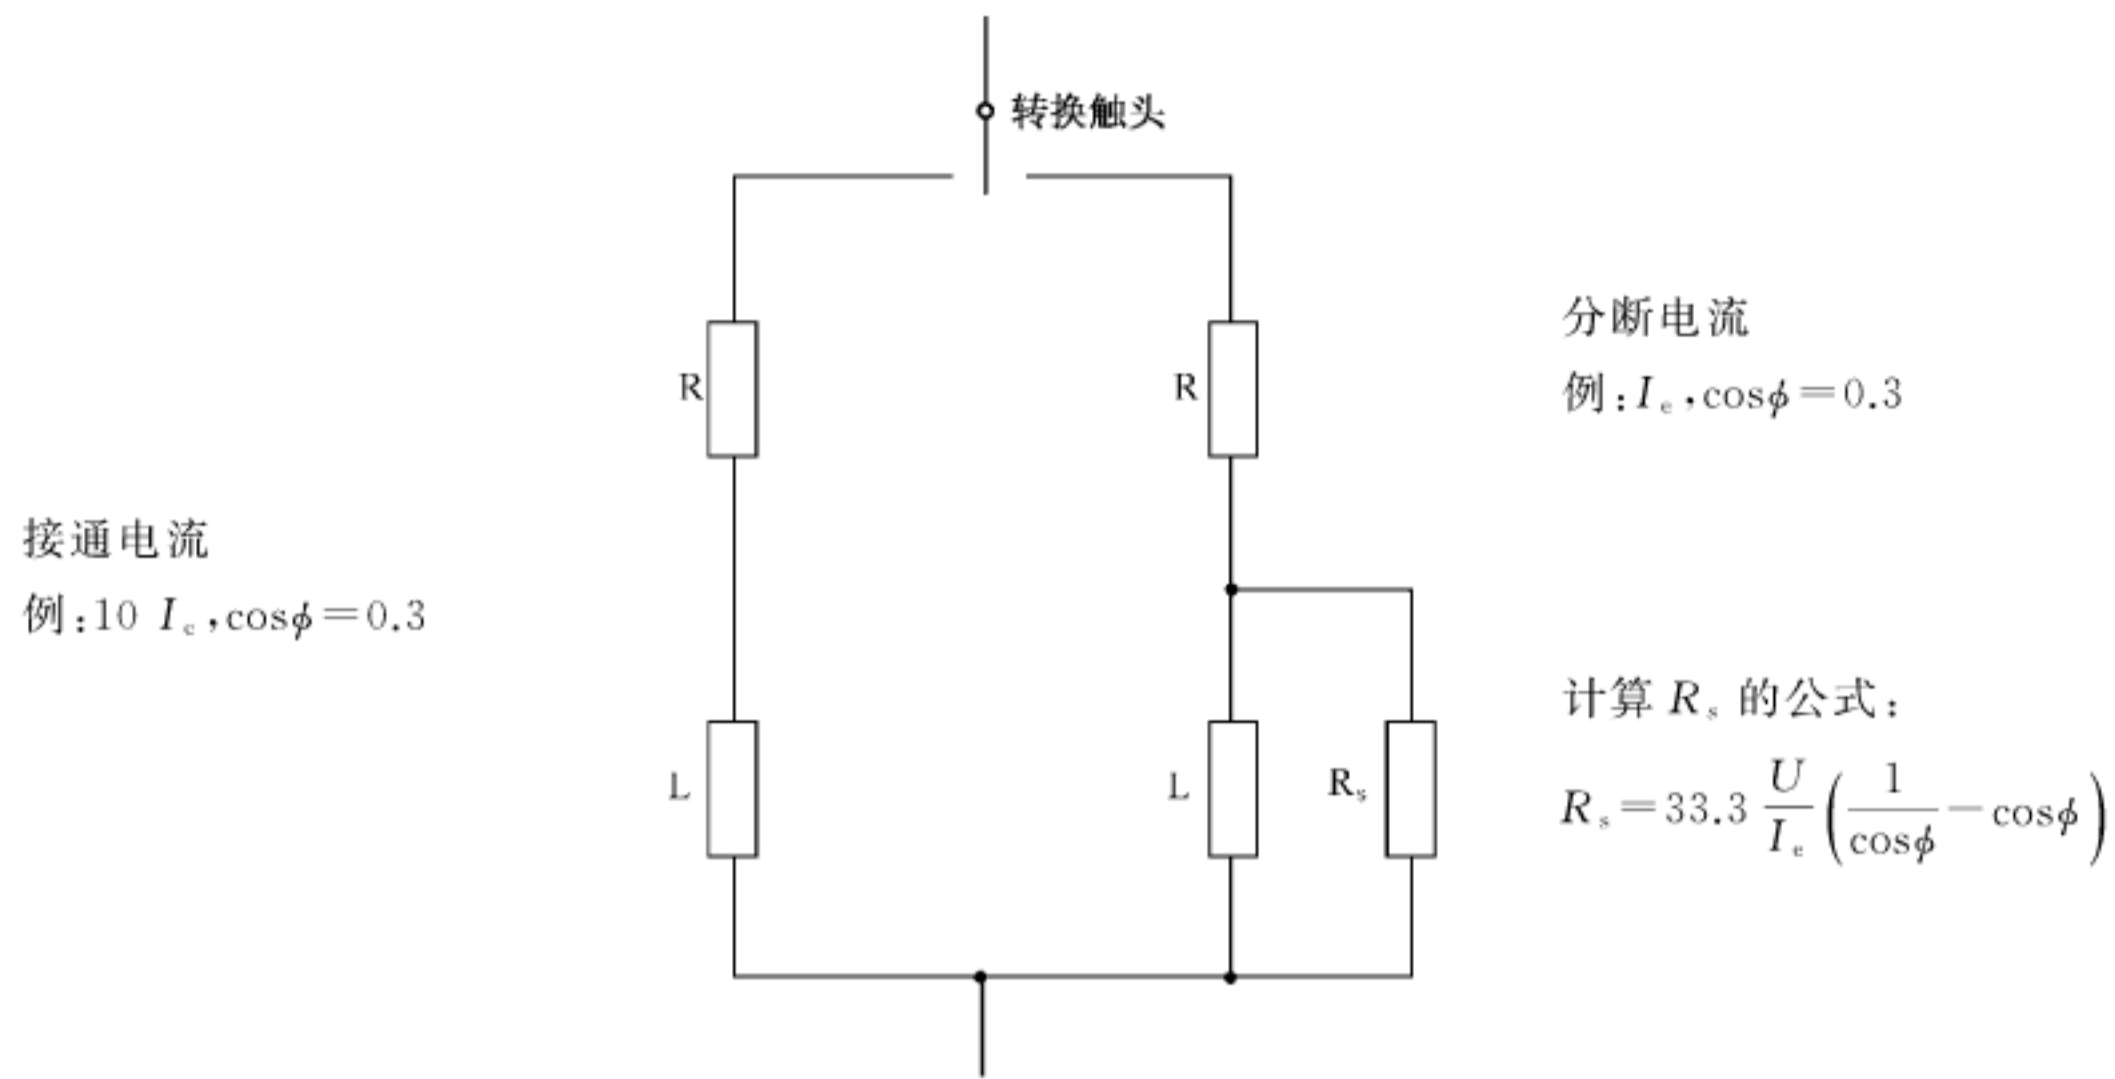 转换触头
R
R
分断电流
例:Iₑ,cosϕ=0.3
接通电流
例:10 Iₑ,cosϕ=0.3
计算 Rₛ 的公式:
L
L
Rₛ
Rₛ=33.3 U/Iₑ (1/cosϕ - cosϕ)